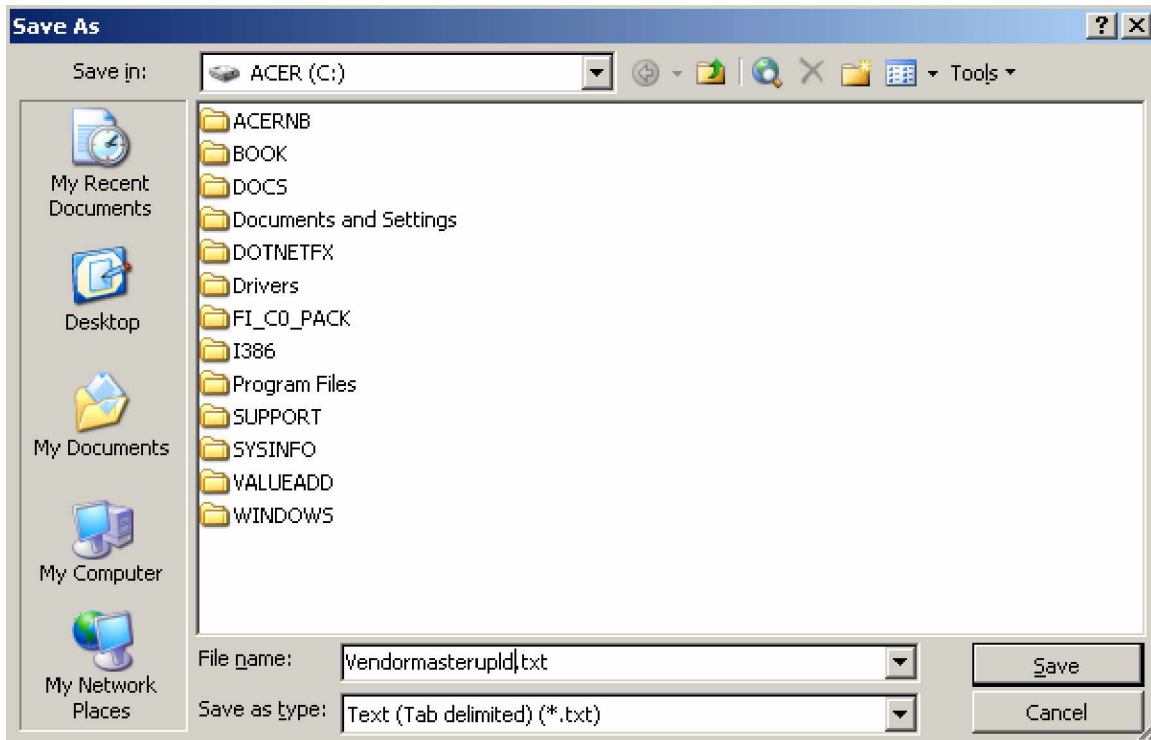 Save As
Save in:
ACER (C:)
Tools
My Recent
Documents
Desktop
My Documents
My Computer
My Network
Places
ACERNB
BOOK
DOCS
Documents and Settings
DOTNETFX
Drivers
FI_C0_PACK
I386
Program Files
SUPPORT
SYSINFO
VALUEADD
WINDOWS
File name:
Vendormasterupld.txt
Save
Save as type:
Text (Tab delimited) (*.txt)
Cancel